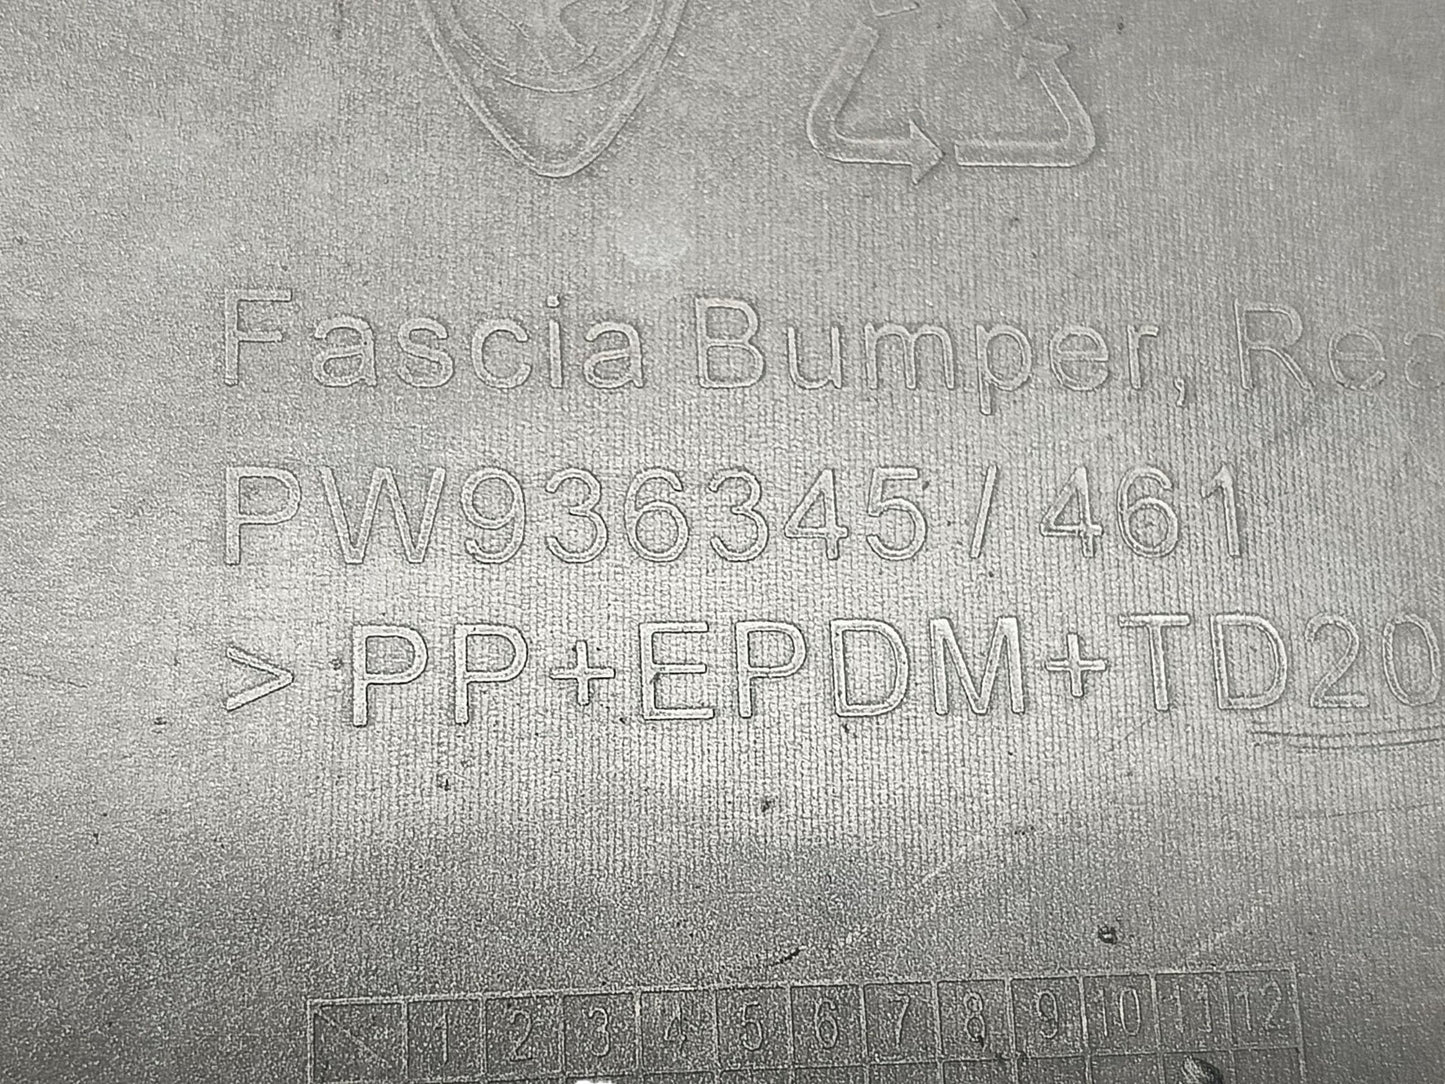 Fascia Bumper, Rea
PW936345 / 461
>PP+EPDM+TD20
1 2 3 4 5 6 7 8 9 10 11 12